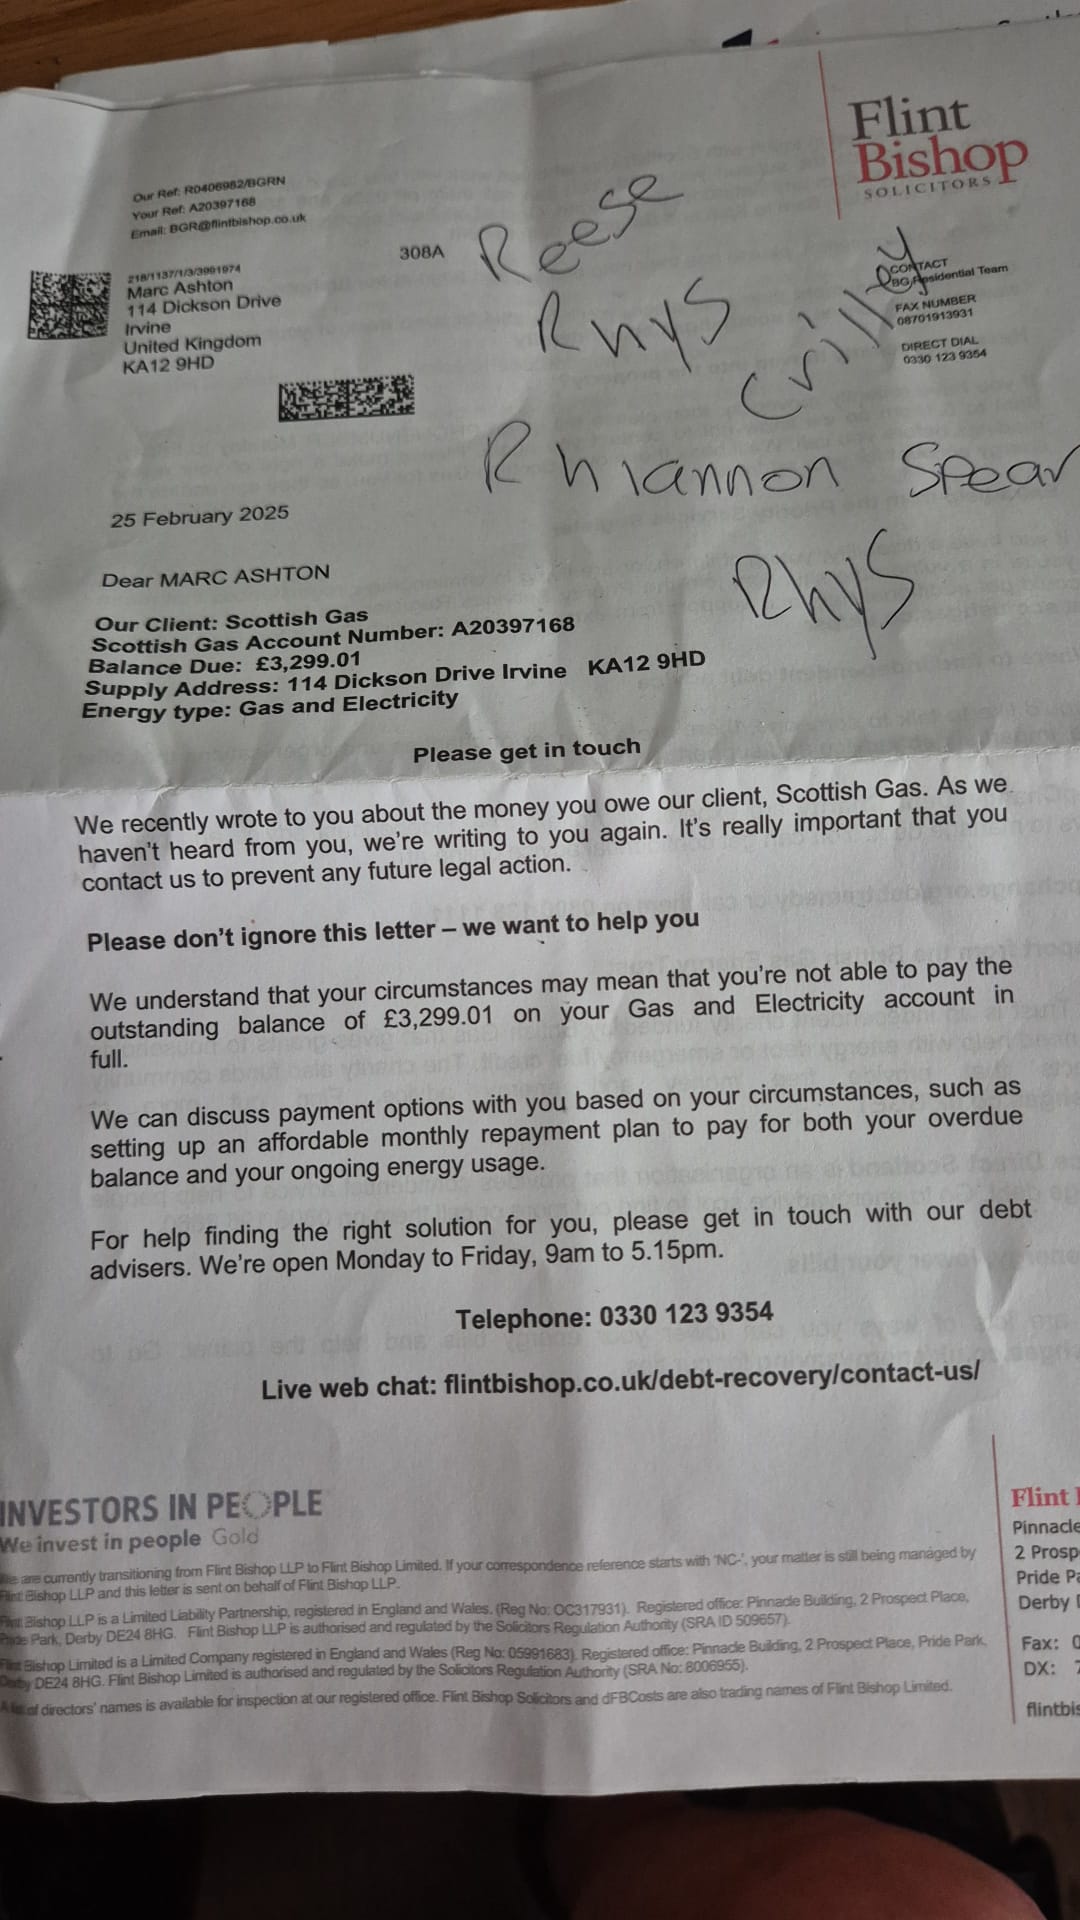 Flint
Bishop
SOLICITORS
Our Ref: R0406982/BGRN
Your Ref: A20397168
Email: BGR@flintbishop.co.uk
308A
Reese
Rhys
Crilley
Rhiannon Spear
Rhys
CONTACT
BG Residential Team
FAX NUMBER
08701913931
DIRECT DIAL
0330 123 9354
218/1137/1/3/3991974
Marc Ashton
114 Dickson Drive
Irvine
United Kingdom
KA12 9HD
25 February 2025
Dear MARC ASHTON
Our Client: Scottish Gas
Scottish Gas Account Number: A20397168
Balance Due: £3,299.01
Supply Address: 114 Dickson Drive Irvine KA12 9HD
Energy type: Gas and Electricity
Please get in touch
We recently wrote to you about the money you owe our client, Scottish Gas. As we
haven't heard from you, we're writing to you again. It's really important that you
contact us to prevent any future legal action.
Please don't ignore this letter – we want to help you
We understand that your circumstances may mean that you're not able to pay the
outstanding balance of £3,299.01 on your Gas and Electricity account in
full.
We can discuss payment options with you based on your circumstances, such as
setting up an affordable monthly repayment plan to pay for both your overdue
balance and your ongoing energy usage.
For help finding the right solution for you, please get in touch with our debt
advisers. We're open Monday to Friday, 9am to 5.15pm.
Telephone: 0330 123 9354
Live web chat: flintbishop.co.uk/debt-recovery/contact-us/
INVESTORS IN PEOPLE
We invest in people Gold
We are currently transitioning from Flint Bishop LLP to Flint Bishop Limited. If your correspondence reference starts with 'NC-', your matter is still being managed by
Flint Bishop LLP and this letter is sent on behalf of Flint Bishop LLP.
Flint Bishop LLP is a Limited Liability Partnership, registered in England and Wales. (Reg No: OC317931). Registered office: Pinnacle Building, 2 Prospect Place,
Pride Park, Derby DE24 8HG. Flint Bishop LLP is authorised and regulated by the Solicitors Regulation Authority (SRA ID 509657).
Flint Bishop Limited is a Limited Company registered in England and Wales (Reg No: 05991683). Registered office: Pinnacle Building, 2 Prospect Place, Pride Park,
Derby DE24 8HG. Flint Bishop Limited is authorised and regulated by the Solicitors Regulation Authority (SRA No: 8006955).
A list of directors' names is available for inspection at our registered office. Flint Bishop Solicitors and dFBCosts are also trading names of Flint Bishop Limited.
Flint
Pinnacle
2 Prosp
Pride Pa
Derby
Fax: 0
DX: 7
flintbis